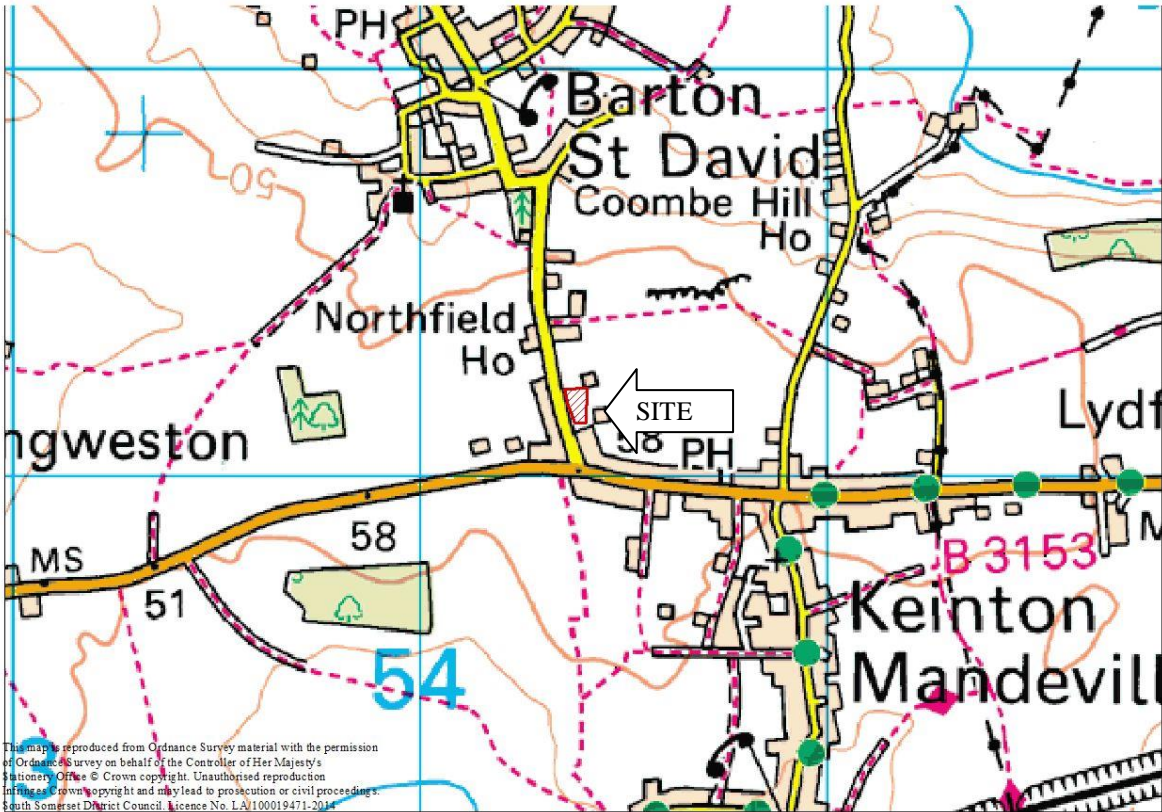 PH
Barton
St David
Coombe Hill
Ho
50
Northfield
Ho
SITE
58
PH
Lydf
ngweston
58
MS
51
B 3153
M
Keinton
Mandevill
54
3
This map is reproduced from Ordnance Survey material with the permission
of Ordnance Survey on behalf of the Controller of Her Majesty's
Stationery Office © Crown copyright. Unauthorised reproduction
infringes Crown copyright and may lead to prosecution or civil proceedings.
South Somerset District Council. Licence No. LA/100019471-2014